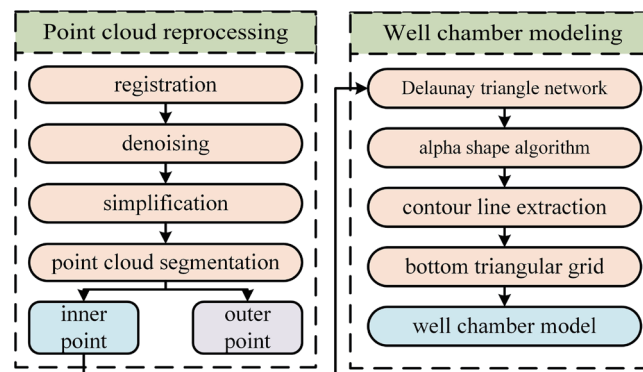 Point cloud reprocessing
registration
denoising
simplification
point cloud segmentation
inner
point
outer
point
Well chamber modeling
Delaunay triangle network
alpha shape algorithm
contour line extraction
bottom triangular grid
well chamber model